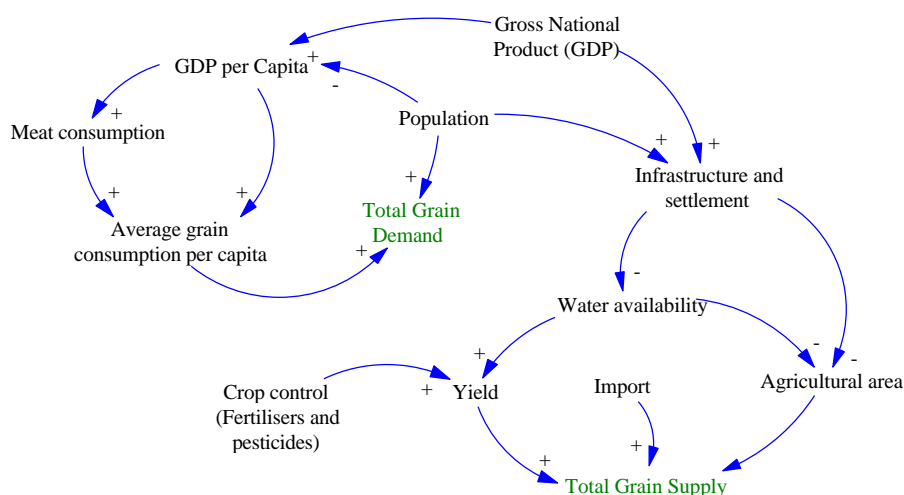 Gross National
Product (GDP)
+
GDP per Capita
-
+
Meat consumption
Population
+
+
Infrastructure and
settlement
+
+
+
Total Grain
Demand
Average grain
consumption per capita
+
-
Water availability
+
-
-
Crop control
(Fertilisers and
pesticides)
+
Yield
Import
Agricultural area
+
+
Total Grain Supply